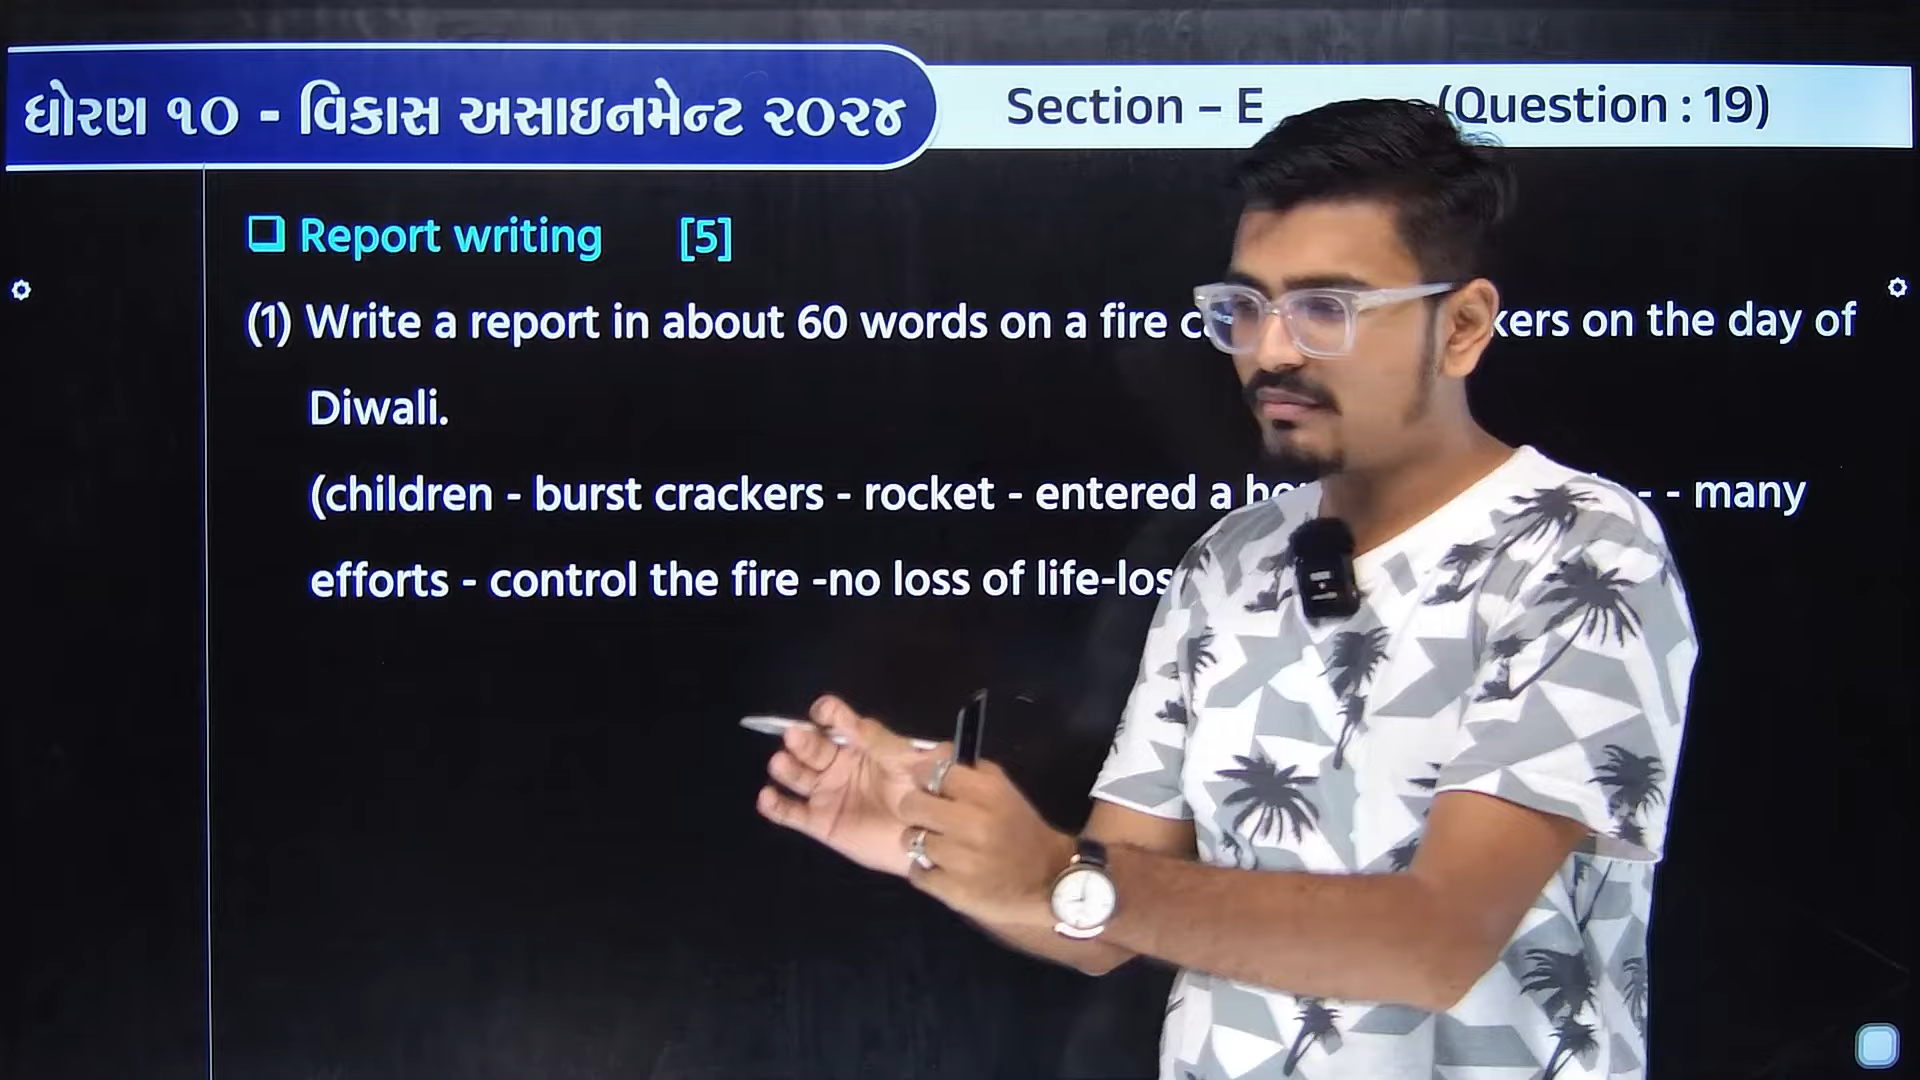 ધોરણ ૧૦ - વિકાસ અસાઇનમેન્ટ ૨૦૨૪
Section – E (Question : 19)
Report writing [5]
(1) Write a report in about 60 words on a fire on the day of
Diwali.
(children - burst crackers - rocket - entered a - - many
efforts - control the fire -no loss of life-